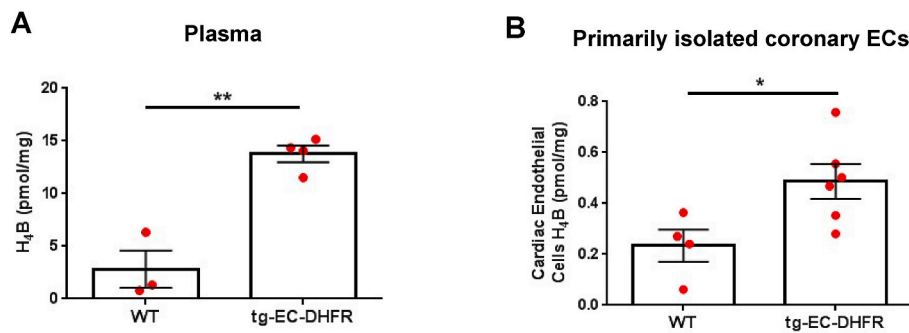 A
Plasma
H₄B (pmol/mg)
20
15
10
5
0
**
WT
tg-EC-DHFR
B
Primarily isolated coronary ECs
Cardiac Endothelial
Cells H₄B (pmol/mg)
0.8
0.6
0.4
0.2
0.0
*
WT
tg-EC-DHFR